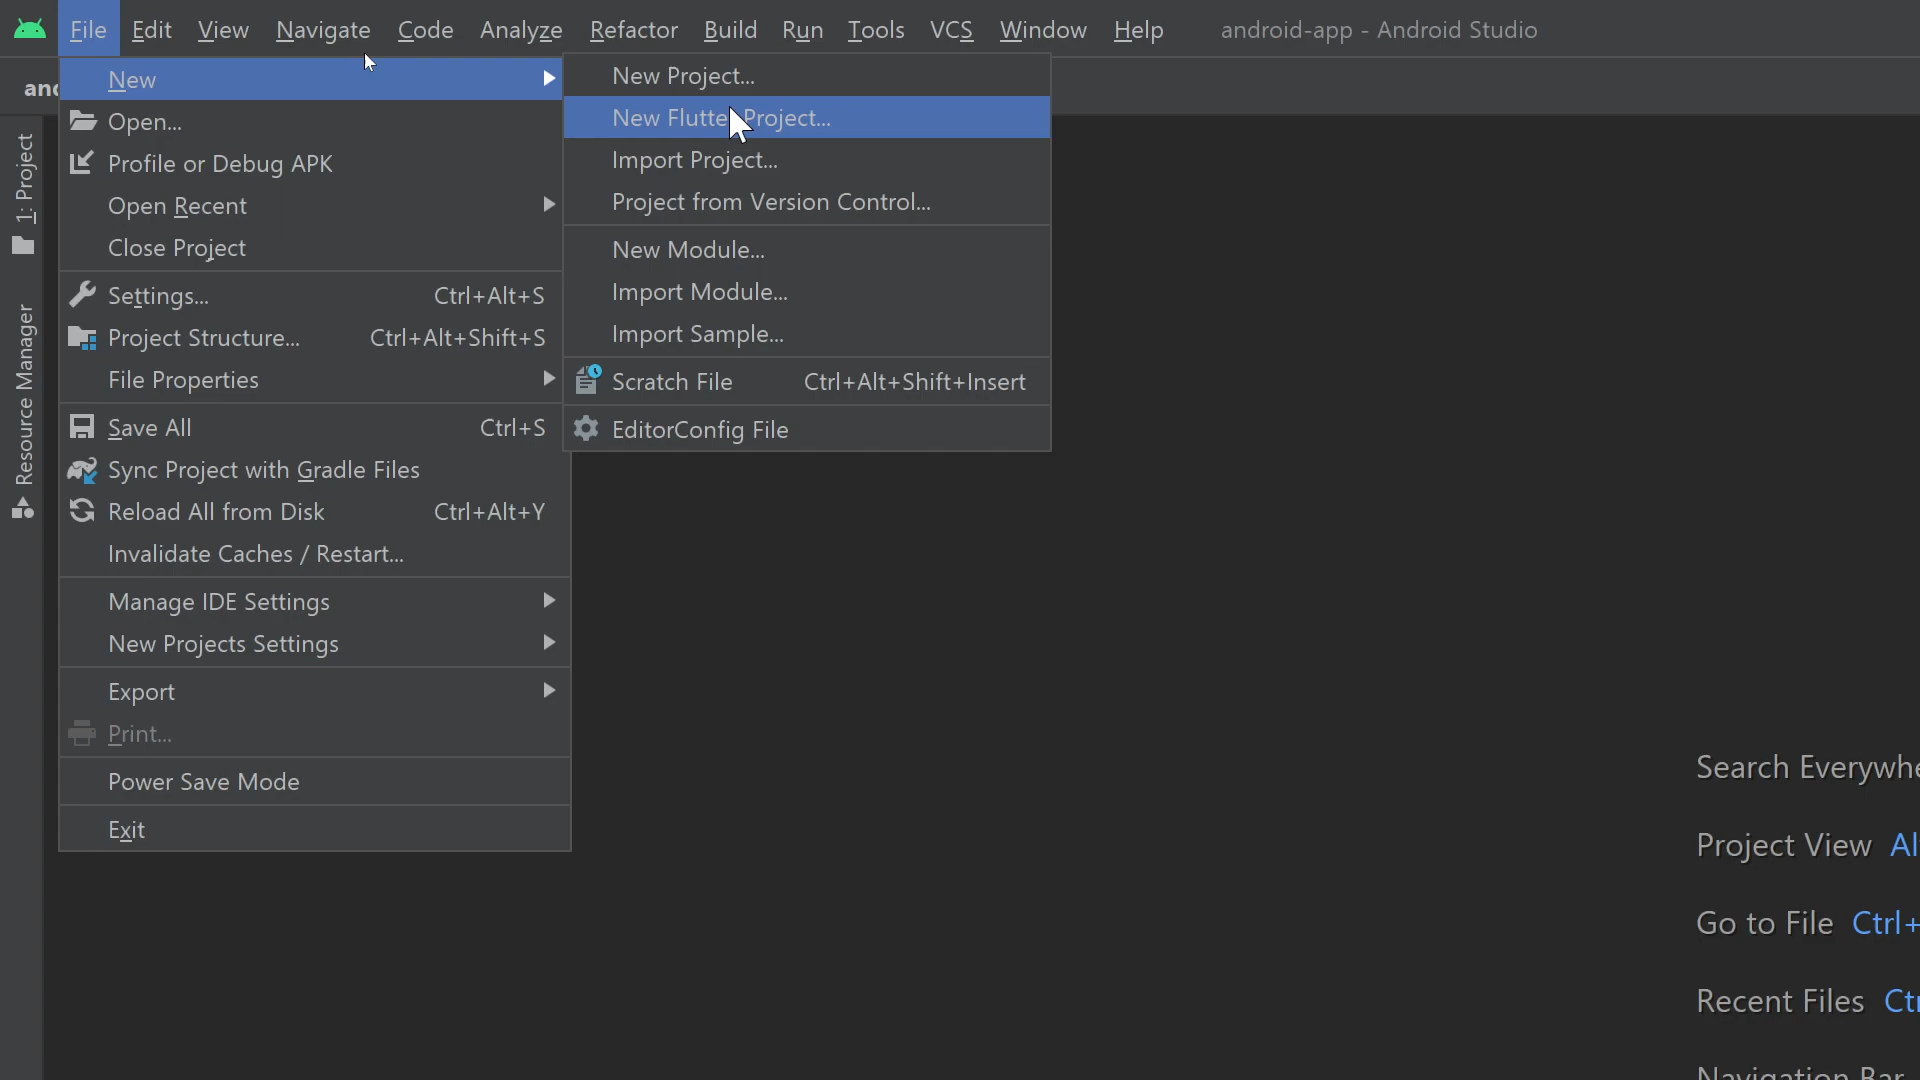 File Edit View Navigate Code Analyze Refactor Build Run Tools VCS Window Help android-app - Android Studio
New
Open...
Profile or Debug APK
Open Recent
Close Project
Settings... Ctrl+Alt+S
Project Structure... Ctrl+Alt+Shift+S
File Properties
Save All Ctrl+S
Sync Project with Gradle Files
Reload All from Disk Ctrl+Alt+Y
Invalidate Caches / Restart...
Manage IDE Settings
New Projects Settings
Export
Print...
Power Save Mode
Exit
New Project...
New Flutter Project...
Import Project...
Project from Version Control...
New Module...
Import Module...
Import Sample...
Scratch File Ctrl+Alt+Shift+Insert
EditorConfig File
1: Project
Resource Manager
Search
Project View
Go to File Ctrl+
Recent Files
Navigation Bar